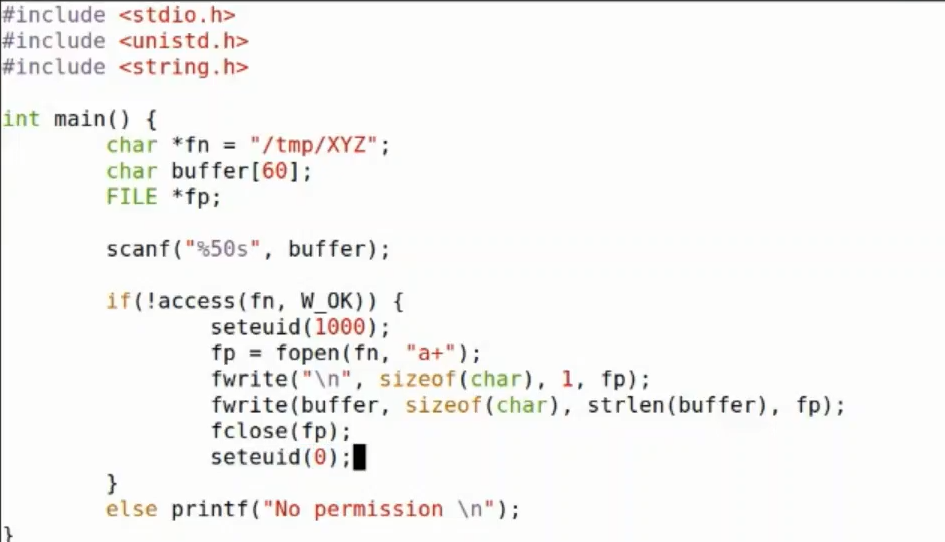 #include <stdio.h>
#include <unistd.h>
#include <string.h>
int main() {
char *fn = "/tmp/XYZ";
char buffer[60];
FILE *fp;
scanf("%50s", buffer);
if(!access(fn, W_OK)) {
seteuid(1000);
fp = fopen(fn, "a+");
fwrite("\n", sizeof(char), 1, fp);
fwrite(buffer, sizeof(char), strlen(buffer), fp);
fclose(fp);
seteuid(0);
}
else printf("No permission \n");
}